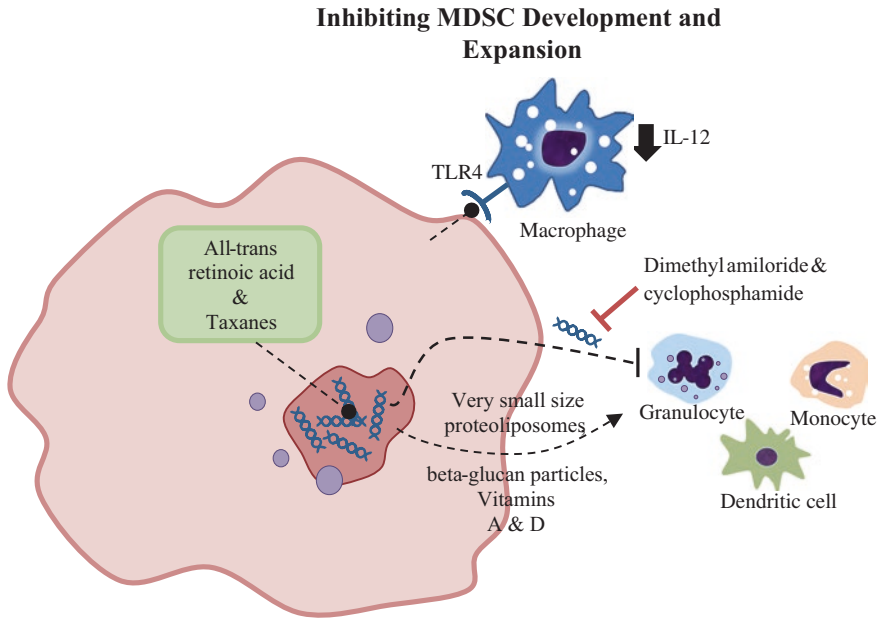 Inhibiting MDSC Development and
Expansion
IL-12
TLR4
Macrophage
All-trans
retinoic acid
&
Taxanes
Dimethyl amiloride &
cyclophosphamide
Very small size
proteoliposomes
Granulocyte
Monocyte
beta-glucan particles,
Vitamins
A & D
Dendritic cell